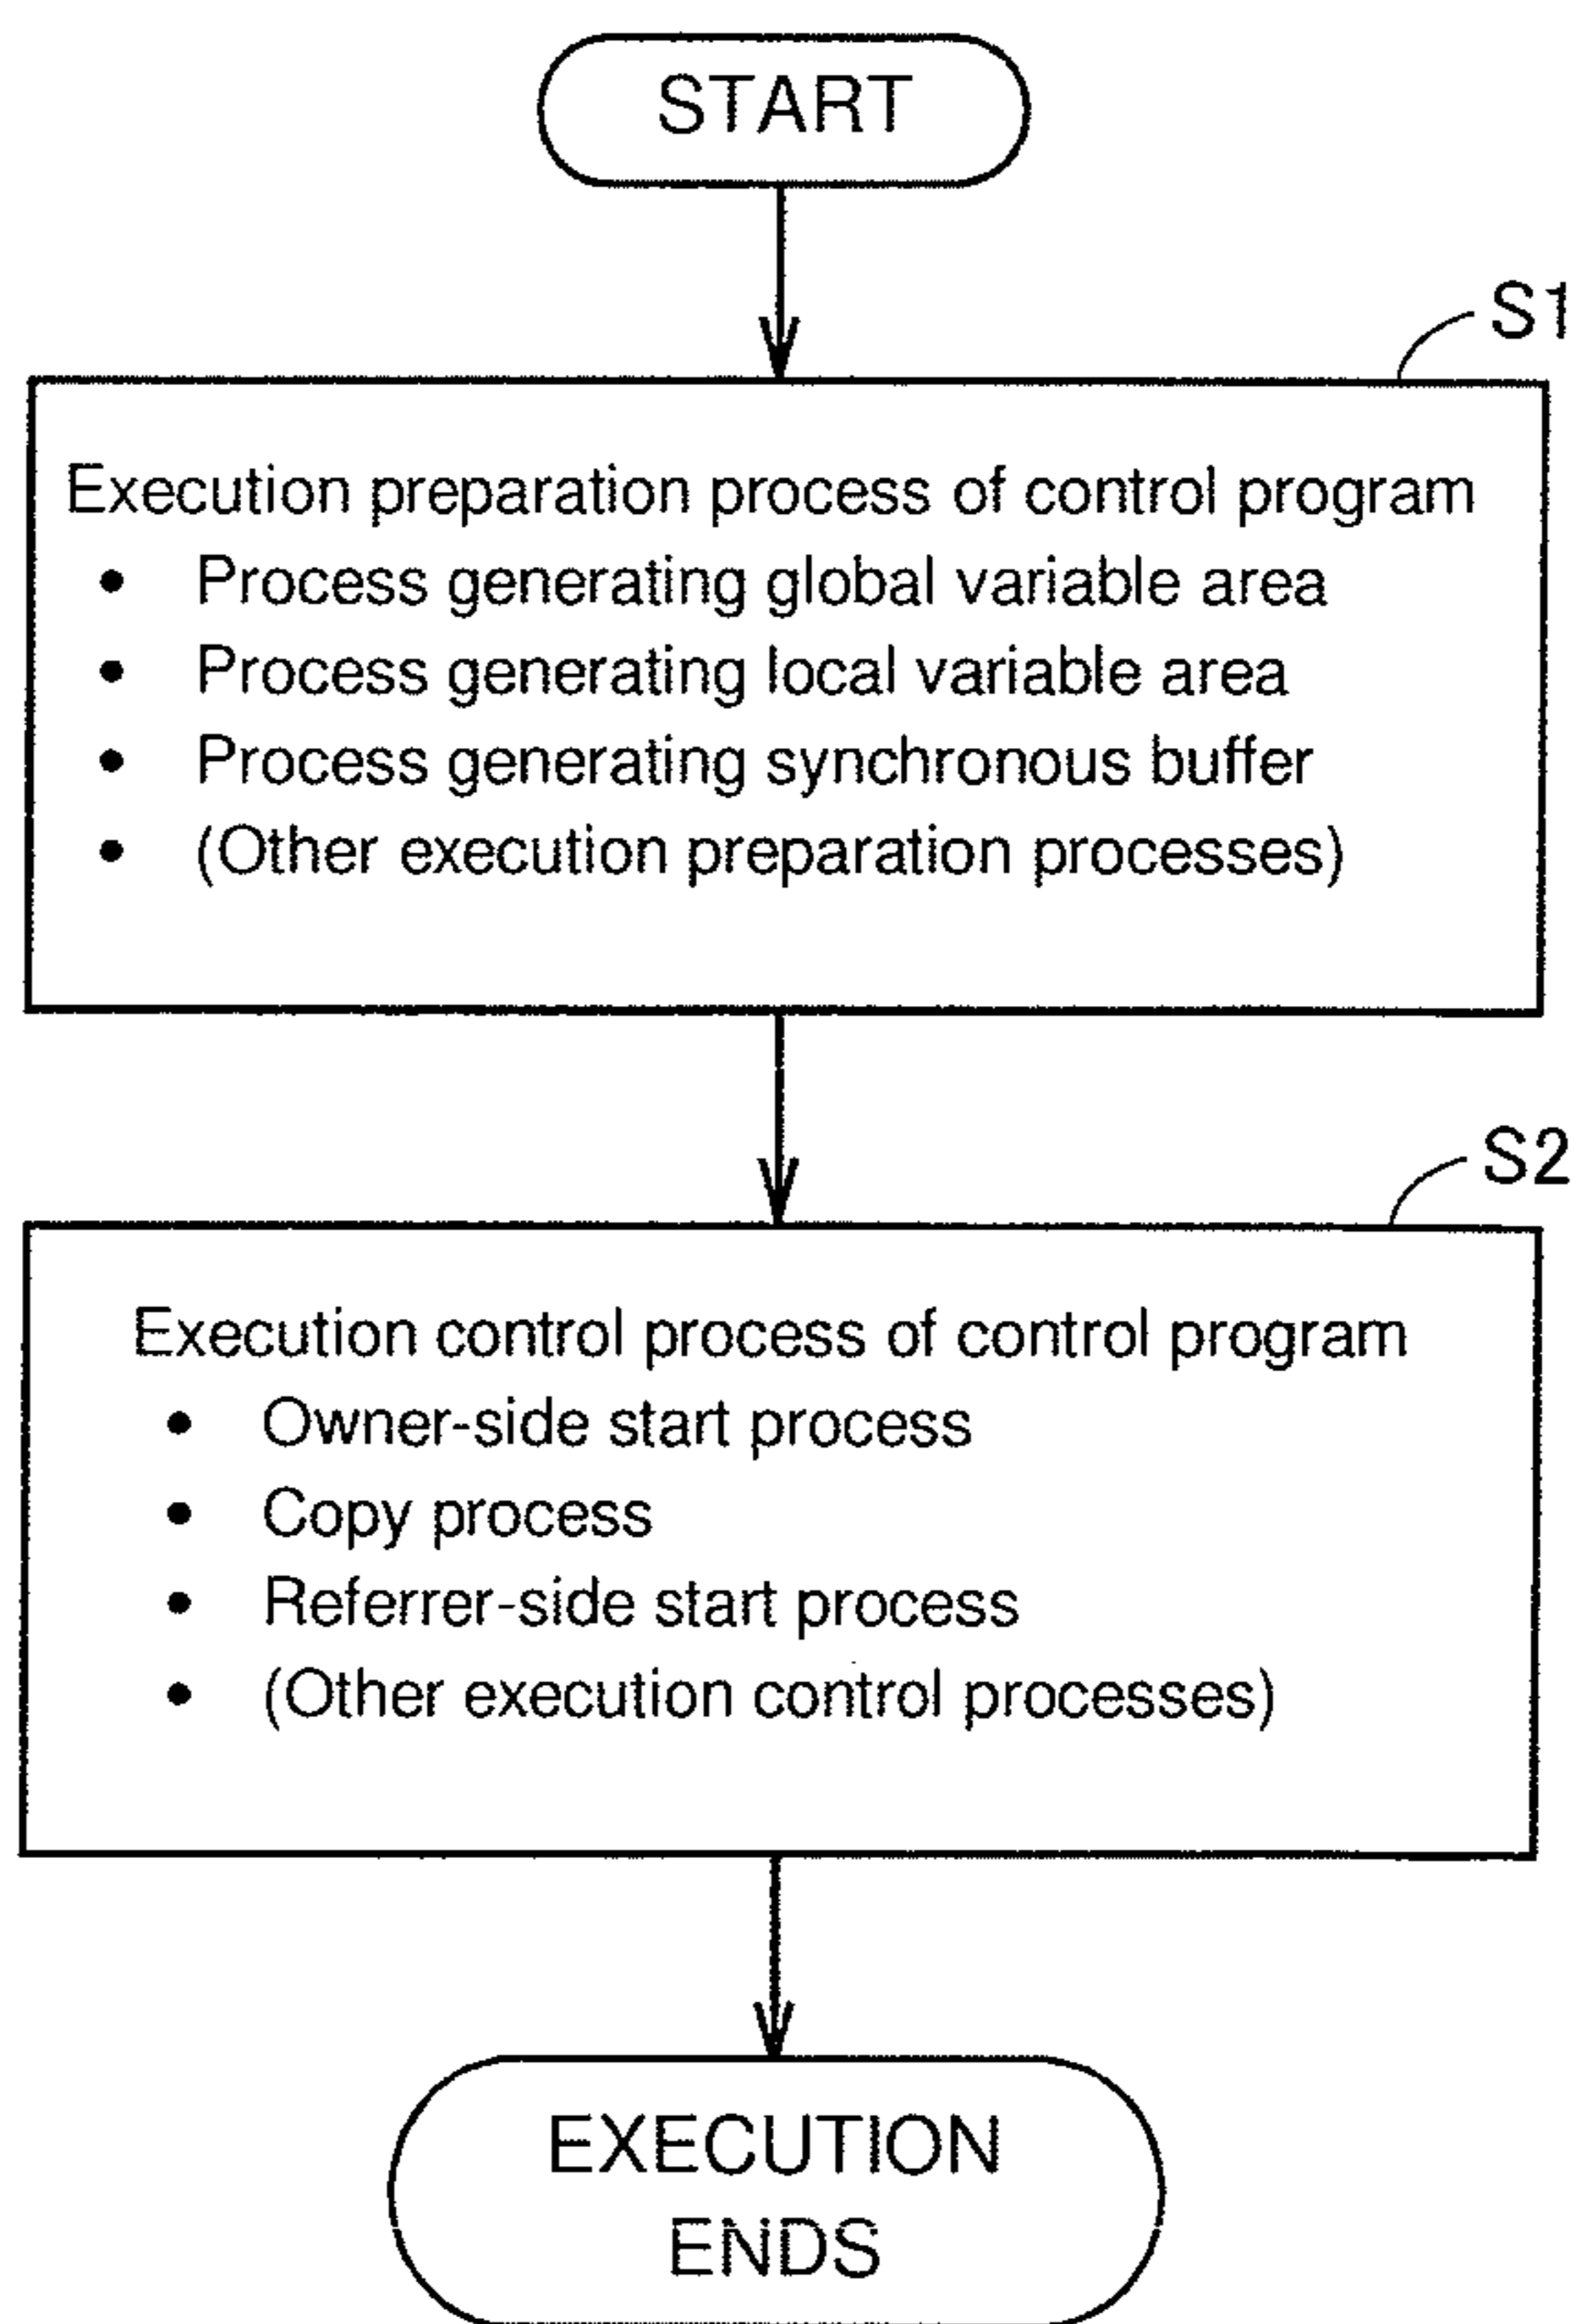 START
S1
Execution preparation process of control program
• Process generating global variable area
• Process generating local variable area
• Process generating synchronous buffer
• (Other execution preparation processes)
S2
Execution control process of control program
• Owner-side start process
• Copy process
• Referrer-side start process
• (Other execution control processes)
EXECUTION
ENDS